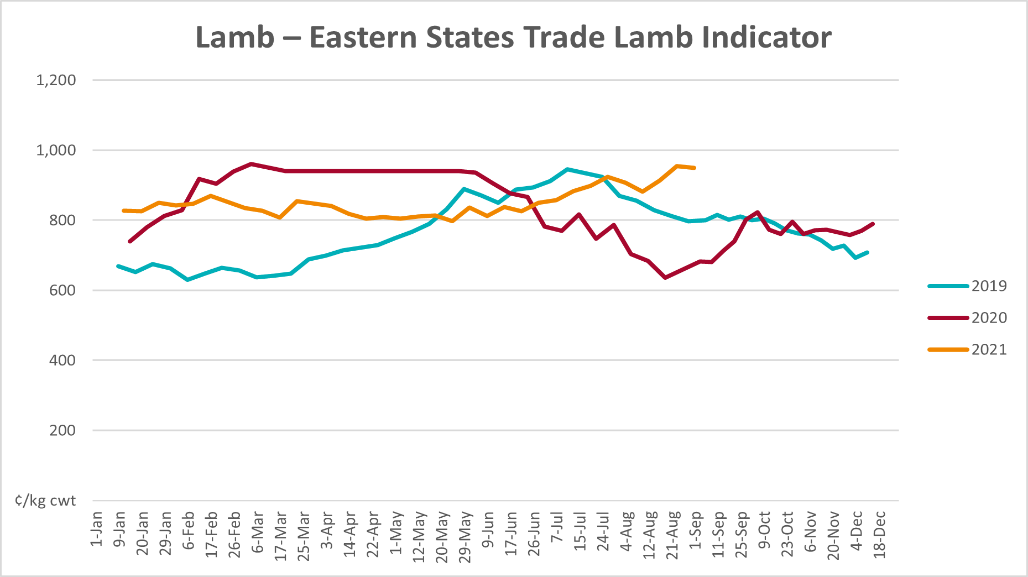 Lamb – Eastern States Trade Lamb Indicator
1,200
1,000
800
600
400
200
¢/kg cwt
1-Jan
9-Jan
20-Jan
29-Jan
6-Feb
17-Feb
26-Feb
6-Mar
17-Mar
25-Mar
3-Apr
14-Apr
22-Apr
1-May
12-May
20-May
29-May
9-Jun
17-Jun
26-Jun
7-Jul
15-Jul
24-Jul
4-Aug
12-Aug
21-Aug
1-Sep
11-Sep
25-Sep
9-Oct
23-Oct
6-Nov
20-Nov
4-Dec
18-Dec
2019
2020
2021